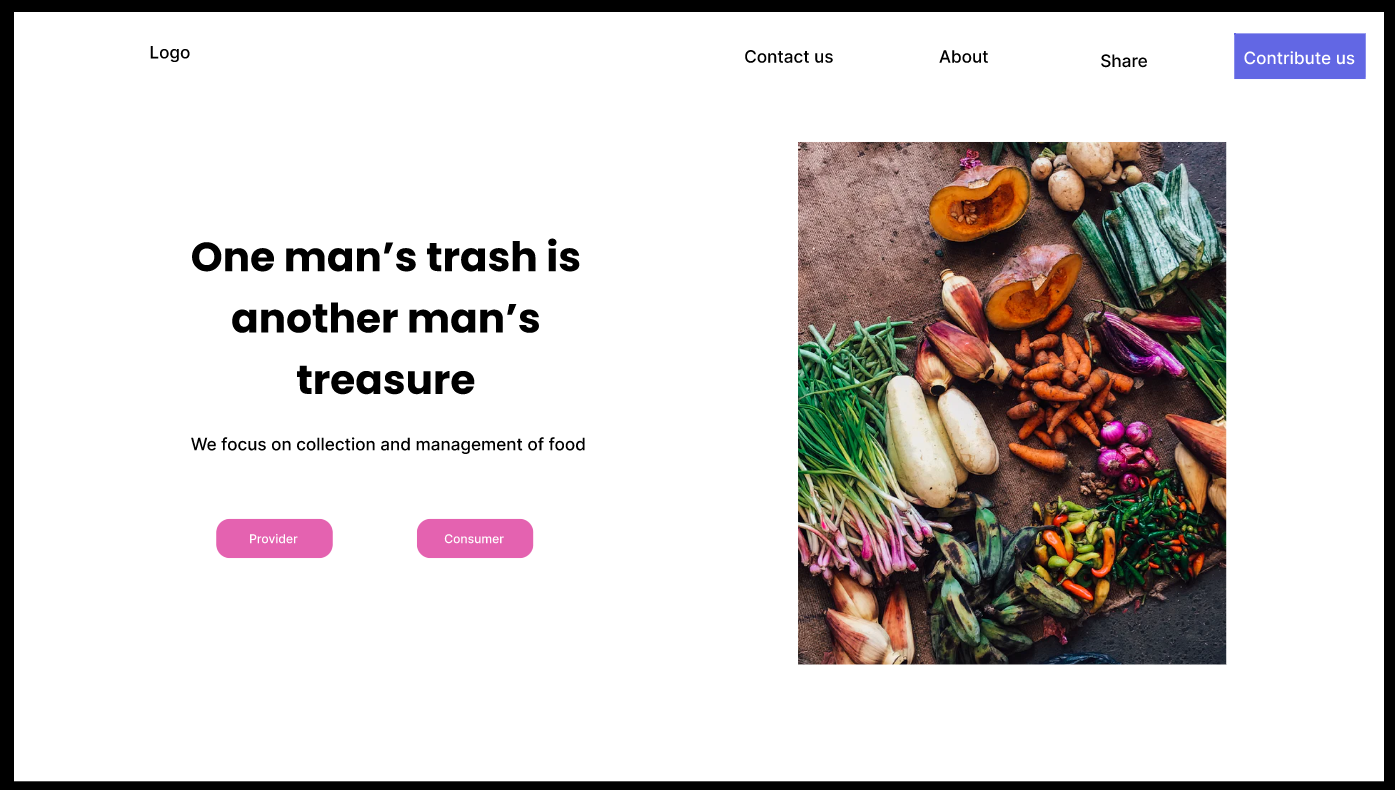 Logo
Contact us
About
Share
Contribute us
One man’s trash is
another man’s
treasure
We focus on collection and management of food
Provider
Consumer